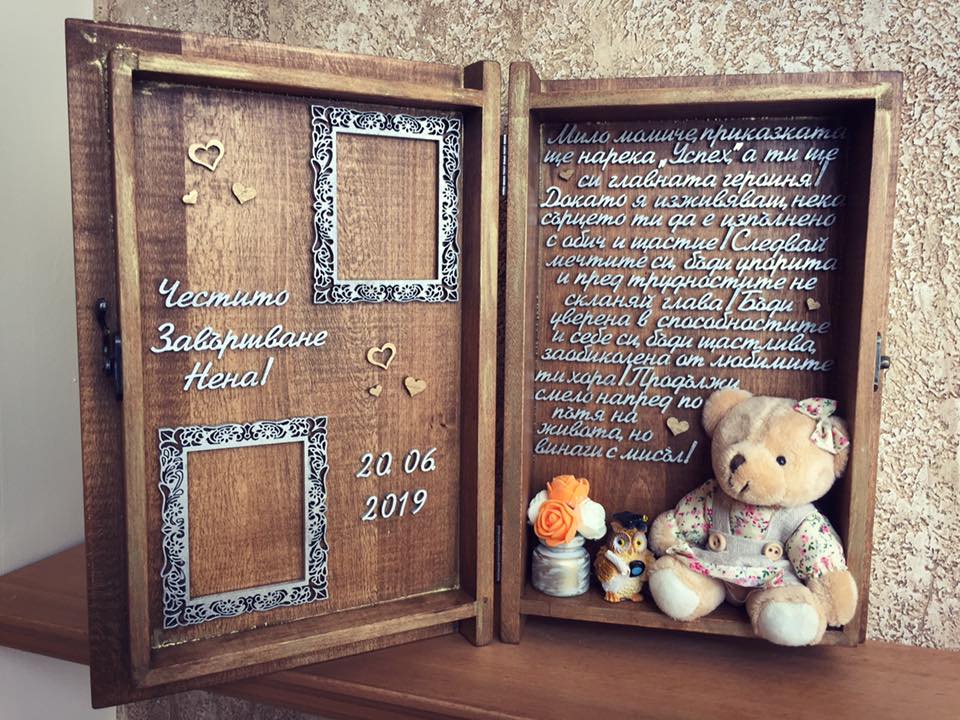 Честито
Завършване
Нена!
20. 06.
2019
Мило момиче, приказката
ще нарека „Успех", а ти ще
си главната героиня!
Докато я изживяваш, нека
сърцето ти да е изпълнено
с обич и щастие! Следвай
мечтите си, бъди упорита
и пред трудностите не
скланяй глава! Бъди
уверена в способностите
и себе си, бъди щастлива,
заобиколена от любимите
ти хора! Продължи
смело напред по
пътя на
живота, но
винаги с мисъл!